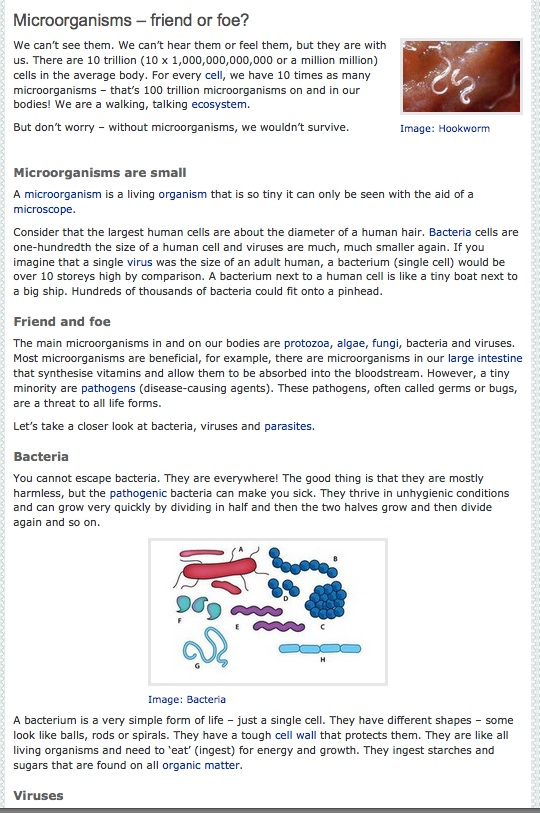 Microorganisms – friend or foe?
We can’t see them. We can’t hear them or feel them, but they are with
us. There are 10 trillion (10 x 1,000,000,000,000 or a million million)
cells in the average body. For every cell, we have 10 times as many
microorganisms – that’s 100 trillion microorganisms on and in our
bodies! We are a walking, talking ecosystem.
But don’t worry – without microorganisms, we wouldn’t survive.
Image: Hookworm
Microorganisms are small
A microorganism is a living organism that is so tiny it can only be seen with the aid of a
microscope.
Consider that the largest human cells are about the diameter of a human hair. Bacteria cells are
one-hundredth the size of a human cell and viruses are much, much smaller again. If you
imagine that a single virus was the size of an adult human, a bacterium (single cell) would be
over 10 storeys high by comparison. A bacterium next to a human cell is like a tiny boat next to
a big ship. Hundreds of thousands of bacteria could fit onto a pinhead.
Friend and foe
The main microorganisms in and on our bodies are protozoa, algae, fungi, bacteria and viruses.
Most microorganisms are beneficial, for example, there are microorganisms in our large intestine
that synthesise vitamins and allow them to be absorbed into the bloodstream. However, a tiny
minority are pathogens (disease-causing agents). These pathogens, often called germs or bugs,
are a threat to all life forms.
Let’s take a closer look at bacteria, viruses and parasites.
Bacteria
You cannot escape bacteria. They are everywhere! The good thing is that they are mostly
harmless, but the pathogenic bacteria can make you sick. They thrive in unhygienic conditions
and can grow very quickly by dividing in half and then the two halves grow and then divide
again and so on.
A
B
D
F
E
C
G
H
Image: Bacteria
A bacterium is a very simple form of life – just a single cell. They have different shapes – some
look like balls, rods or spirals. They have a tough cell wall that protects them. They are like all
living organisms and need to ‘eat’ (ingest) for energy and growth. They ingest starches and
sugars that are found on all organic matter.
Viruses